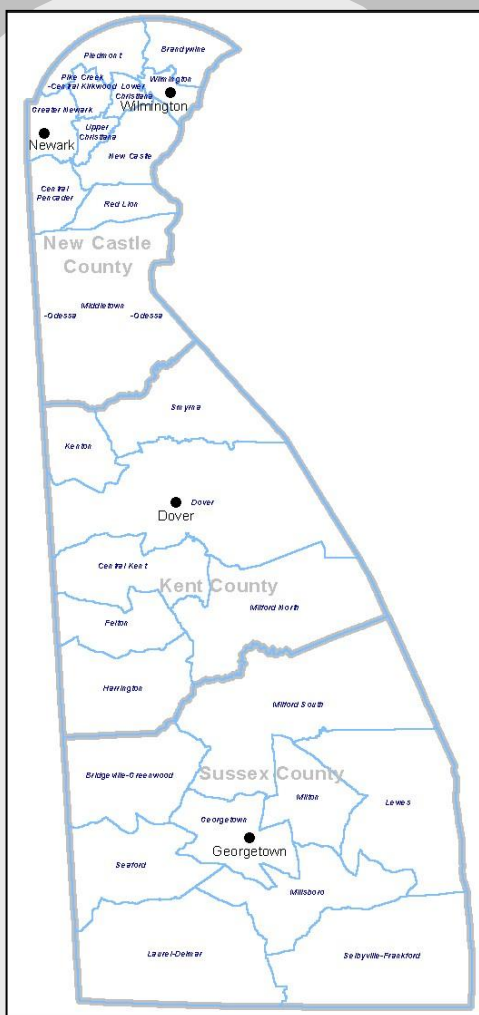 Piedmont
Brandywine
Pike Creek
-Central Kirkwood
Lower
Christiana
Wilmington
Wilmington
Greater Newark
Newark
Upper
Christiana
New Castle
Central
Pencader
Red Lion
New Castle
County
Middletown
-Odessa
-Odessa
Smyrna
Kenton
Dover
Dover
Central Kent
Kent County
Milford North
Felton
Harrington
Milford South
Bridgeville-Greenwood
Sussex County
Milton
Lewes
Georgetown
Georgetown
Seaford
Millsboro
Laurel-Delmar
Selbyville-Frankford